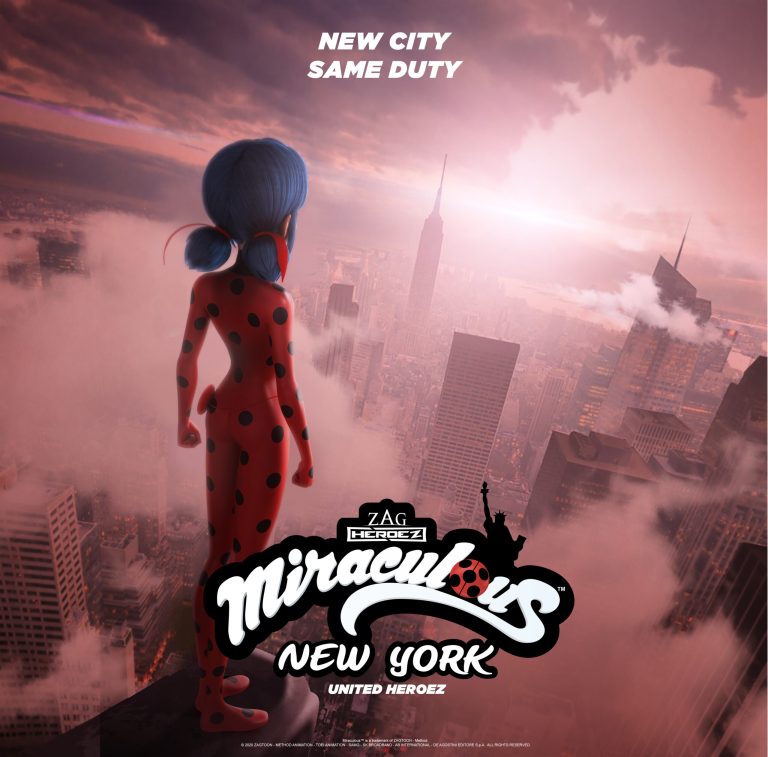 NEW CITY
SAME DUTY
ZAG
HEROEZ
Miraculous™
NEW YORK
UNITED HEROEZ
Miraculous™ is a trademark of ZAGTOON - Method
© 2020 ZAGTOON - METHOD ANIMATION - TOEI ANIMATION - SAMG - SK BROADBAND - AB INTERNATIONAL - DE AGOSTINI EDITORE S.p.A. ALL RIGHTS RESERVED